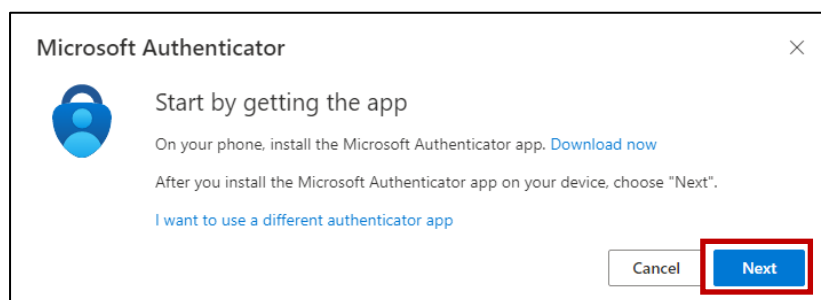 Microsoft Authenticator
Start by getting the app
On your phone, install the Microsoft Authenticator app. Download now
After you install the Microsoft Authenticator app on your device, choose "Next".
I want to use a different authenticator app
Cancel Next